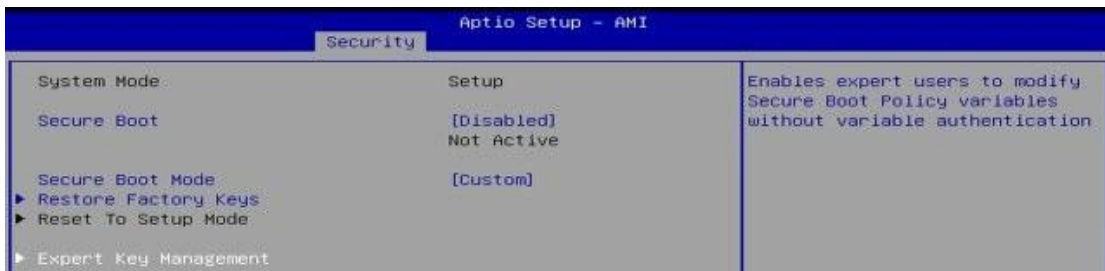 Aptio Setup - AMI
Security
System Mode Setup
Secure Boot [Disabled]
Not Active
Secure Boot Mode [Custom]
Restore Factory Keys
Reset To Setup Mode
Expert Key Management
Enables expert users to modify
Secure Boot Policy variables
without variable authentication